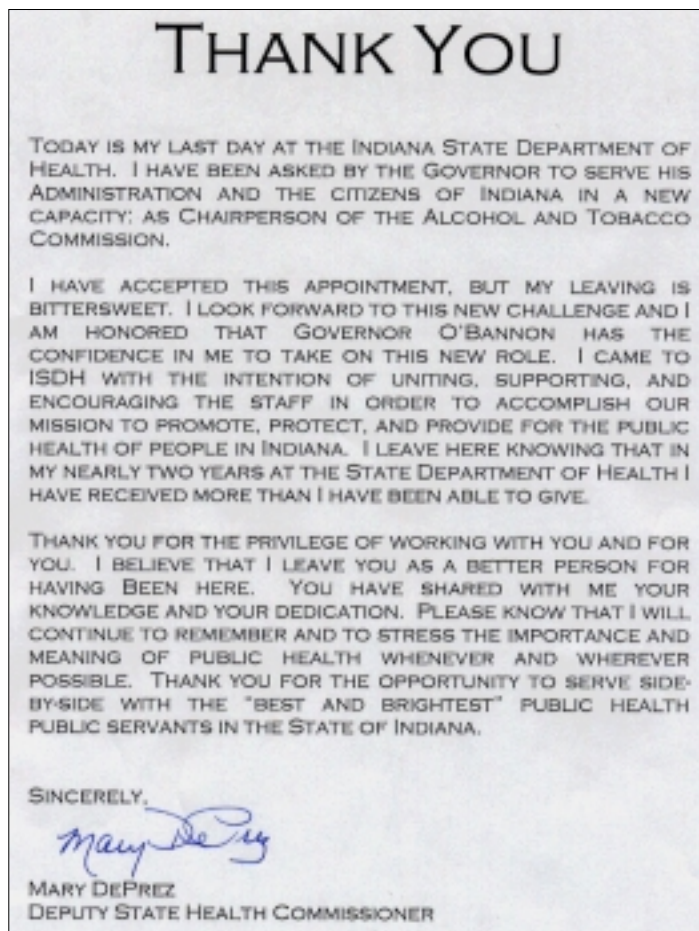 THANK YOU
TODAY IS MY LAST DAY AT THE INDIANA STATE DEPARTMENT OF
HEALTH. I HAVE BEEN ASKED BY THE GOVERNOR TO SERVE HIS
ADMINISTRATION AND THE CITIZENS OF INDIANA IN A NEW
CAPACITY: AS CHAIRPERSON OF THE ALCOHOL AND TOBACCO
COMMISSION.
I HAVE ACCEPTED THIS APPOINTMENT, BUT MY LEAVING IS
BITTERSWEET. I LOOK FORWARD TO THIS NEW CHALLENGE AND I
AM HONORED THAT GOVERNOR O'BANNON HAS THE
CONFIDENCE IN ME TO TAKE ON THIS NEW ROLE. I CAME TO
ISDH WITH THE INTENTION OF UNITING, SUPPORTING, AND
ENCOURAGING THE STAFF IN ORDER TO ACCOMPLISH OUR
MISSION TO PROMOTE, PROTECT, AND PROVIDE FOR THE PUBLIC
HEALTH OF PEOPLE IN INDIANA. I LEAVE HERE KNOWING THAT IN
MY NEARLY TWO YEARS AT THE STATE DEPARTMENT OF HEALTH I
HAVE RECEIVED MORE THAN I HAVE BEEN ABLE TO GIVE.
THANK YOU FOR THE PRIVILEGE OF WORKING WITH YOU AND FOR
YOU. I BELIEVE THAT I LEAVE YOU AS A BETTER PERSON FOR
HAVING BEEN HERE. YOU HAVE SHARED WITH ME YOUR
KNOWLEDGE AND YOUR DEDICATION. PLEASE KNOW THAT I WILL
CONTINUE TO REMEMBER AND TO STRESS THE IMPORTANCE AND
MEANING OF PUBLIC HEALTH WHENEVER AND WHEREVER
POSSIBLE. THANK YOU FOR THE OPPORTUNITY TO SERVE SIDE-
BY-SIDE WITH THE "BEST AND BRIGHTEST" PUBLIC HEALTH
PUBLIC SERVANTS IN THE STATE OF INDIANA.
SINCERELY,
Mary DePrez
MARY DEPREZ
DEPUTY STATE HEALTH COMMISSIONER